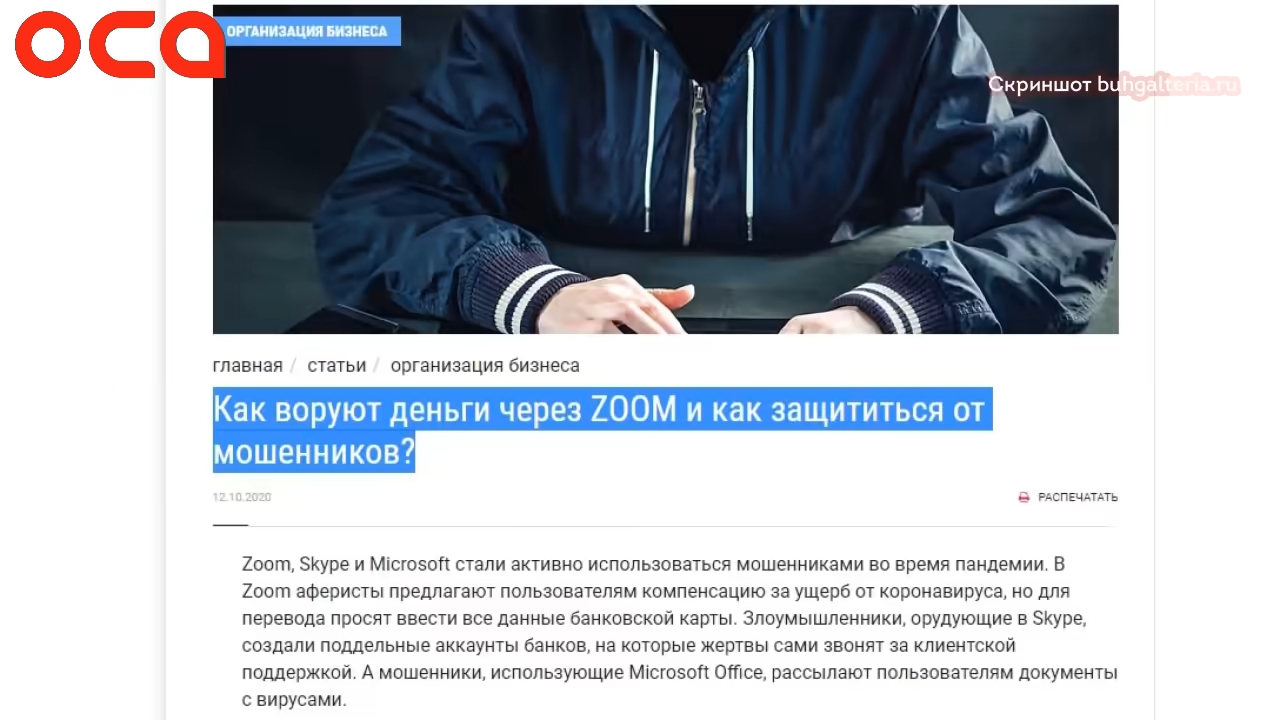 оса
ОРГАНИЗАЦИЯ БИЗНЕСА
Скриншот buhgalteria.ru
главная / статьи / организация бизнеса
Как воруют деньги через ZOOM и как защититься от
мошенников?
12.10.2020
РАСПЕЧАТАТЬ
Zoom, Skype и Microsoft стали активно использоваться мошенниками во время пандемии. В
Zoom аферисты предлагают пользователям компенсацию за ущерб от коронавируса, но для
перевода просят ввести все данные банковской карты. Злоумышленники, орудующие в Skype,
создали поддельные аккаунты банков, на которые жертвы сами звонят за клиентской
поддержкой. А мошенники, использующие Microsoft Office, рассылают пользователям документы
с вирусами.